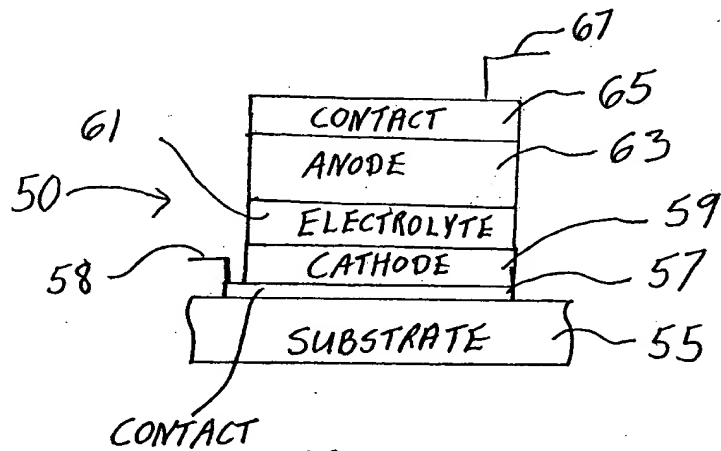 67
CONTACT
65
61
ANODE
63
50
ELECTROLYTE
59
58
CATHODE
57
SUBSTRATE
55
CONTACT